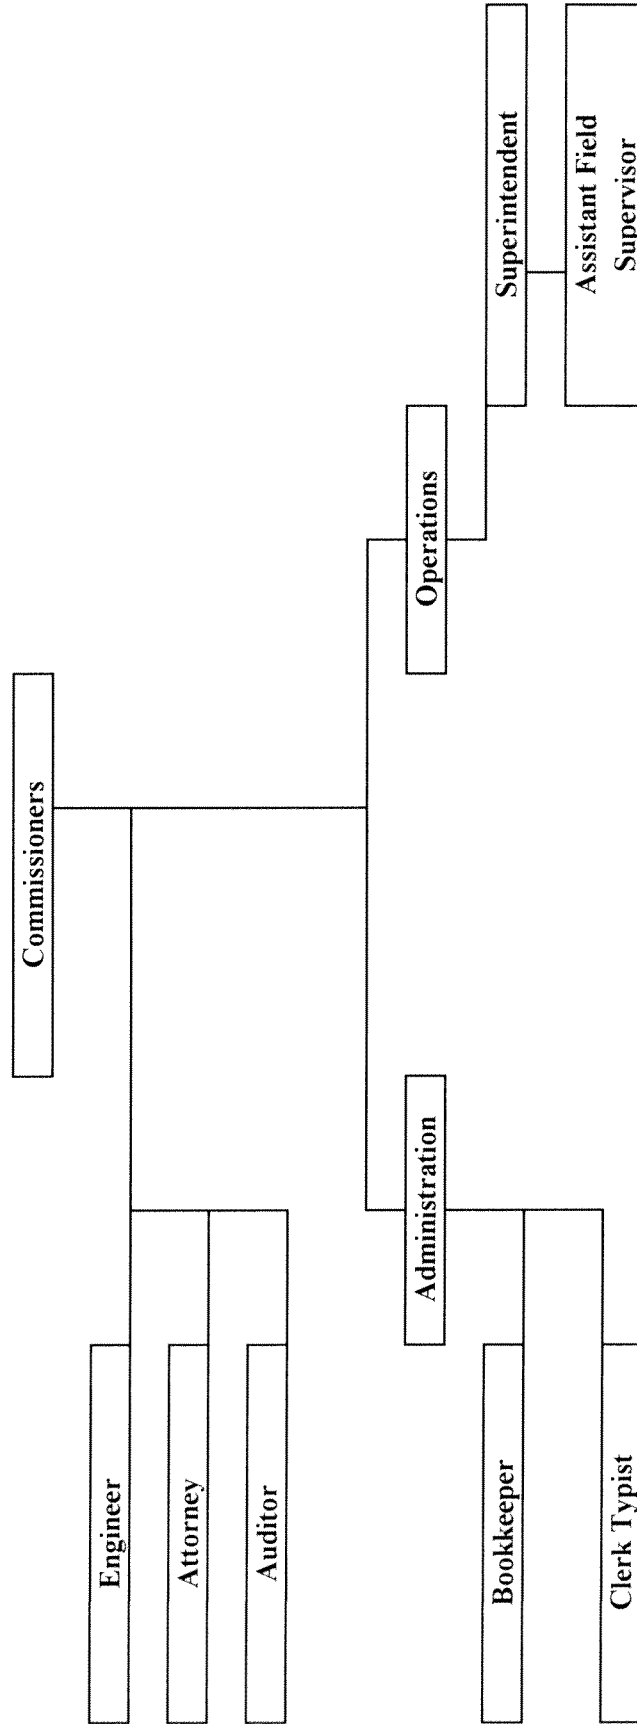 Commissioners
Engineer
Attorney
Auditor
Administration
Operations
Bookkeeper
Superintendent
Clerk Typist
Assistant Field
Supervisor